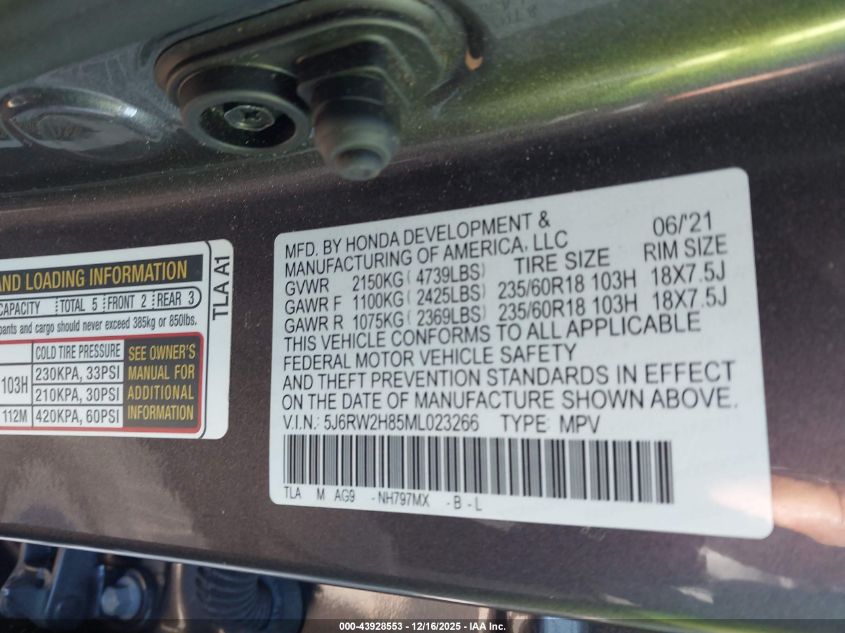 MFD. BY HONDA DEVELOPMENT &
MANUFACTURING OF AMERICA, LLC
06/'21
GVWR 2150KG ( 4739LBS) TIRE SIZE RIM SIZE
GAWR F 1100KG ( 2425LBS) 235/60R18 103H 18X7.5J
GAWR R 1075KG ( 2369LBS) 235/60R18 103H 18X7.5J
THIS VEHICLE CONFORMS TO ALL APPLICABLE
FEDERAL MOTOR VEHICLE SAFETY
AND THEFT PREVENTION STANDARDS IN EFFECT
ON THE DATE OF MANUFACTURE SHOWN ABOVE.
V.I.N.: 5J6RW2H85ML023266 TYPE: MPV
TLA M AG9 -NH797MX -B-L
AND LOADING INFORMATION
CAPACITY TOTAL 5 FRONT 2 REAR 3
pants and cargo should never exceed 385kg or 850lbs.
COLD TIRE PRESSURE
103H 230KPA, 33PSI
210KPA, 30PSI
112M 420KPA, 60PSI
SEE OWNER'S
MANUAL FOR
ADDITIONAL
INFORMATION
TLA A1
000-43928553 - 12/16/2025 - IAA Inc.